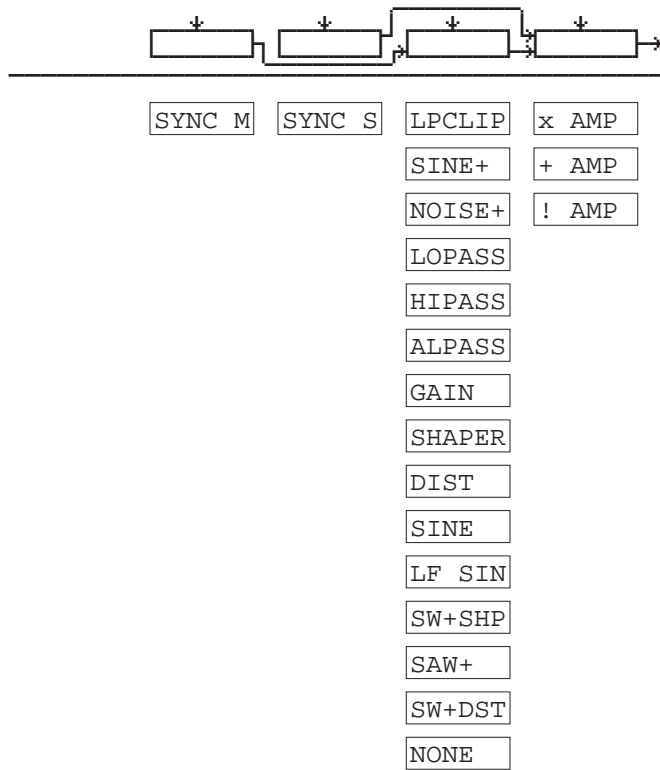 SYNC M SYNC S LPCLIP x AMP
SINE+ + AMP
NOISE+ ! AMP
LOPASS
HIPASS
ALPASS
GAIN
SHAPER
DIST
SINE
LF SIN
SW+SHP
SAW+
SW+DST
NONE